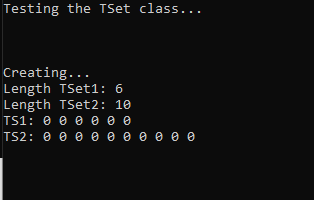 Testing the TSet class...
Creating...
Length TSet1: 6
Length TSet2: 10
TS1: 0 0 0 0 0 0
TS2: 0 0 0 0 0 0 0 0 0 0